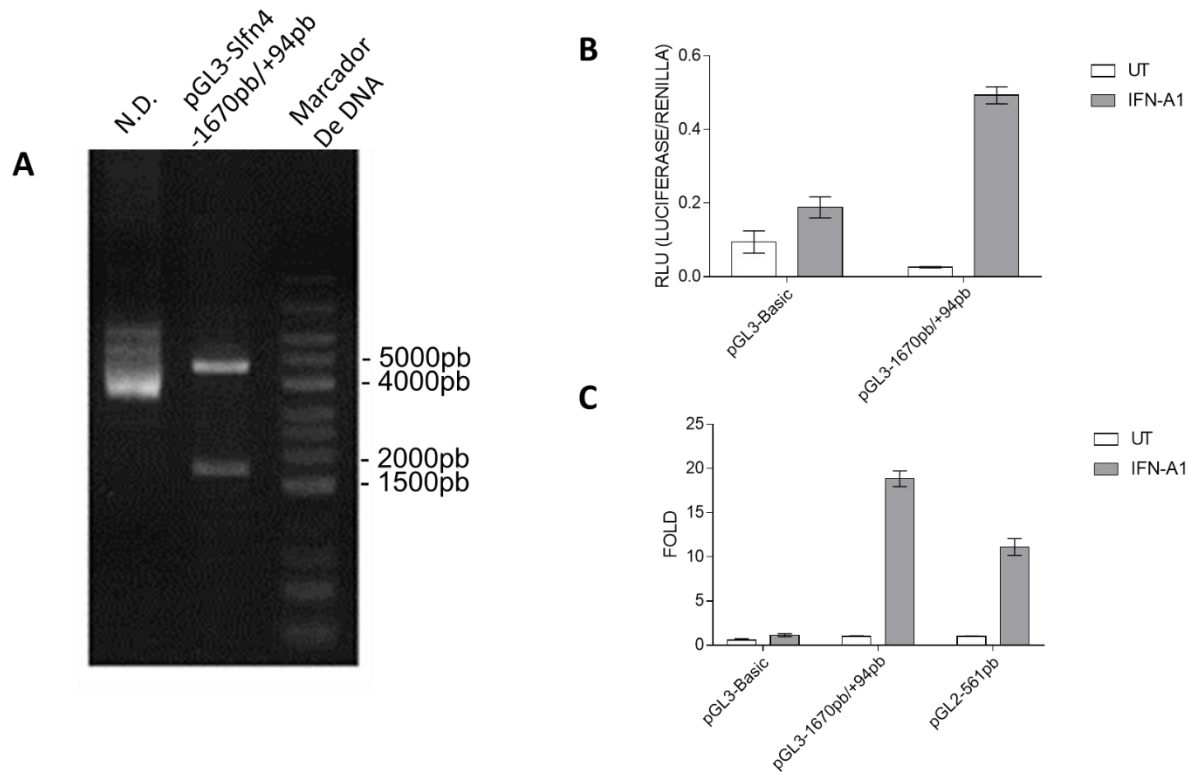 A
N.D.
pGL3-Slfn4
-1670pb/+94pb
Marcador
De DNA
- 5000pb
- 4000pb
- 2000pb
- 1500pb
B
RLU (LUCIFERASE/RENILLA)
0.6
0.4
0.2
0.0
pGL3-Basic
pGL3-1670pb/+94pb
UT
IFN-A1
C
FOLD
25
20
15
10
5
0
pGL3-Basic
pGL3-1670pb/+94pb
pGL2-561pb
UT
IFN-A1